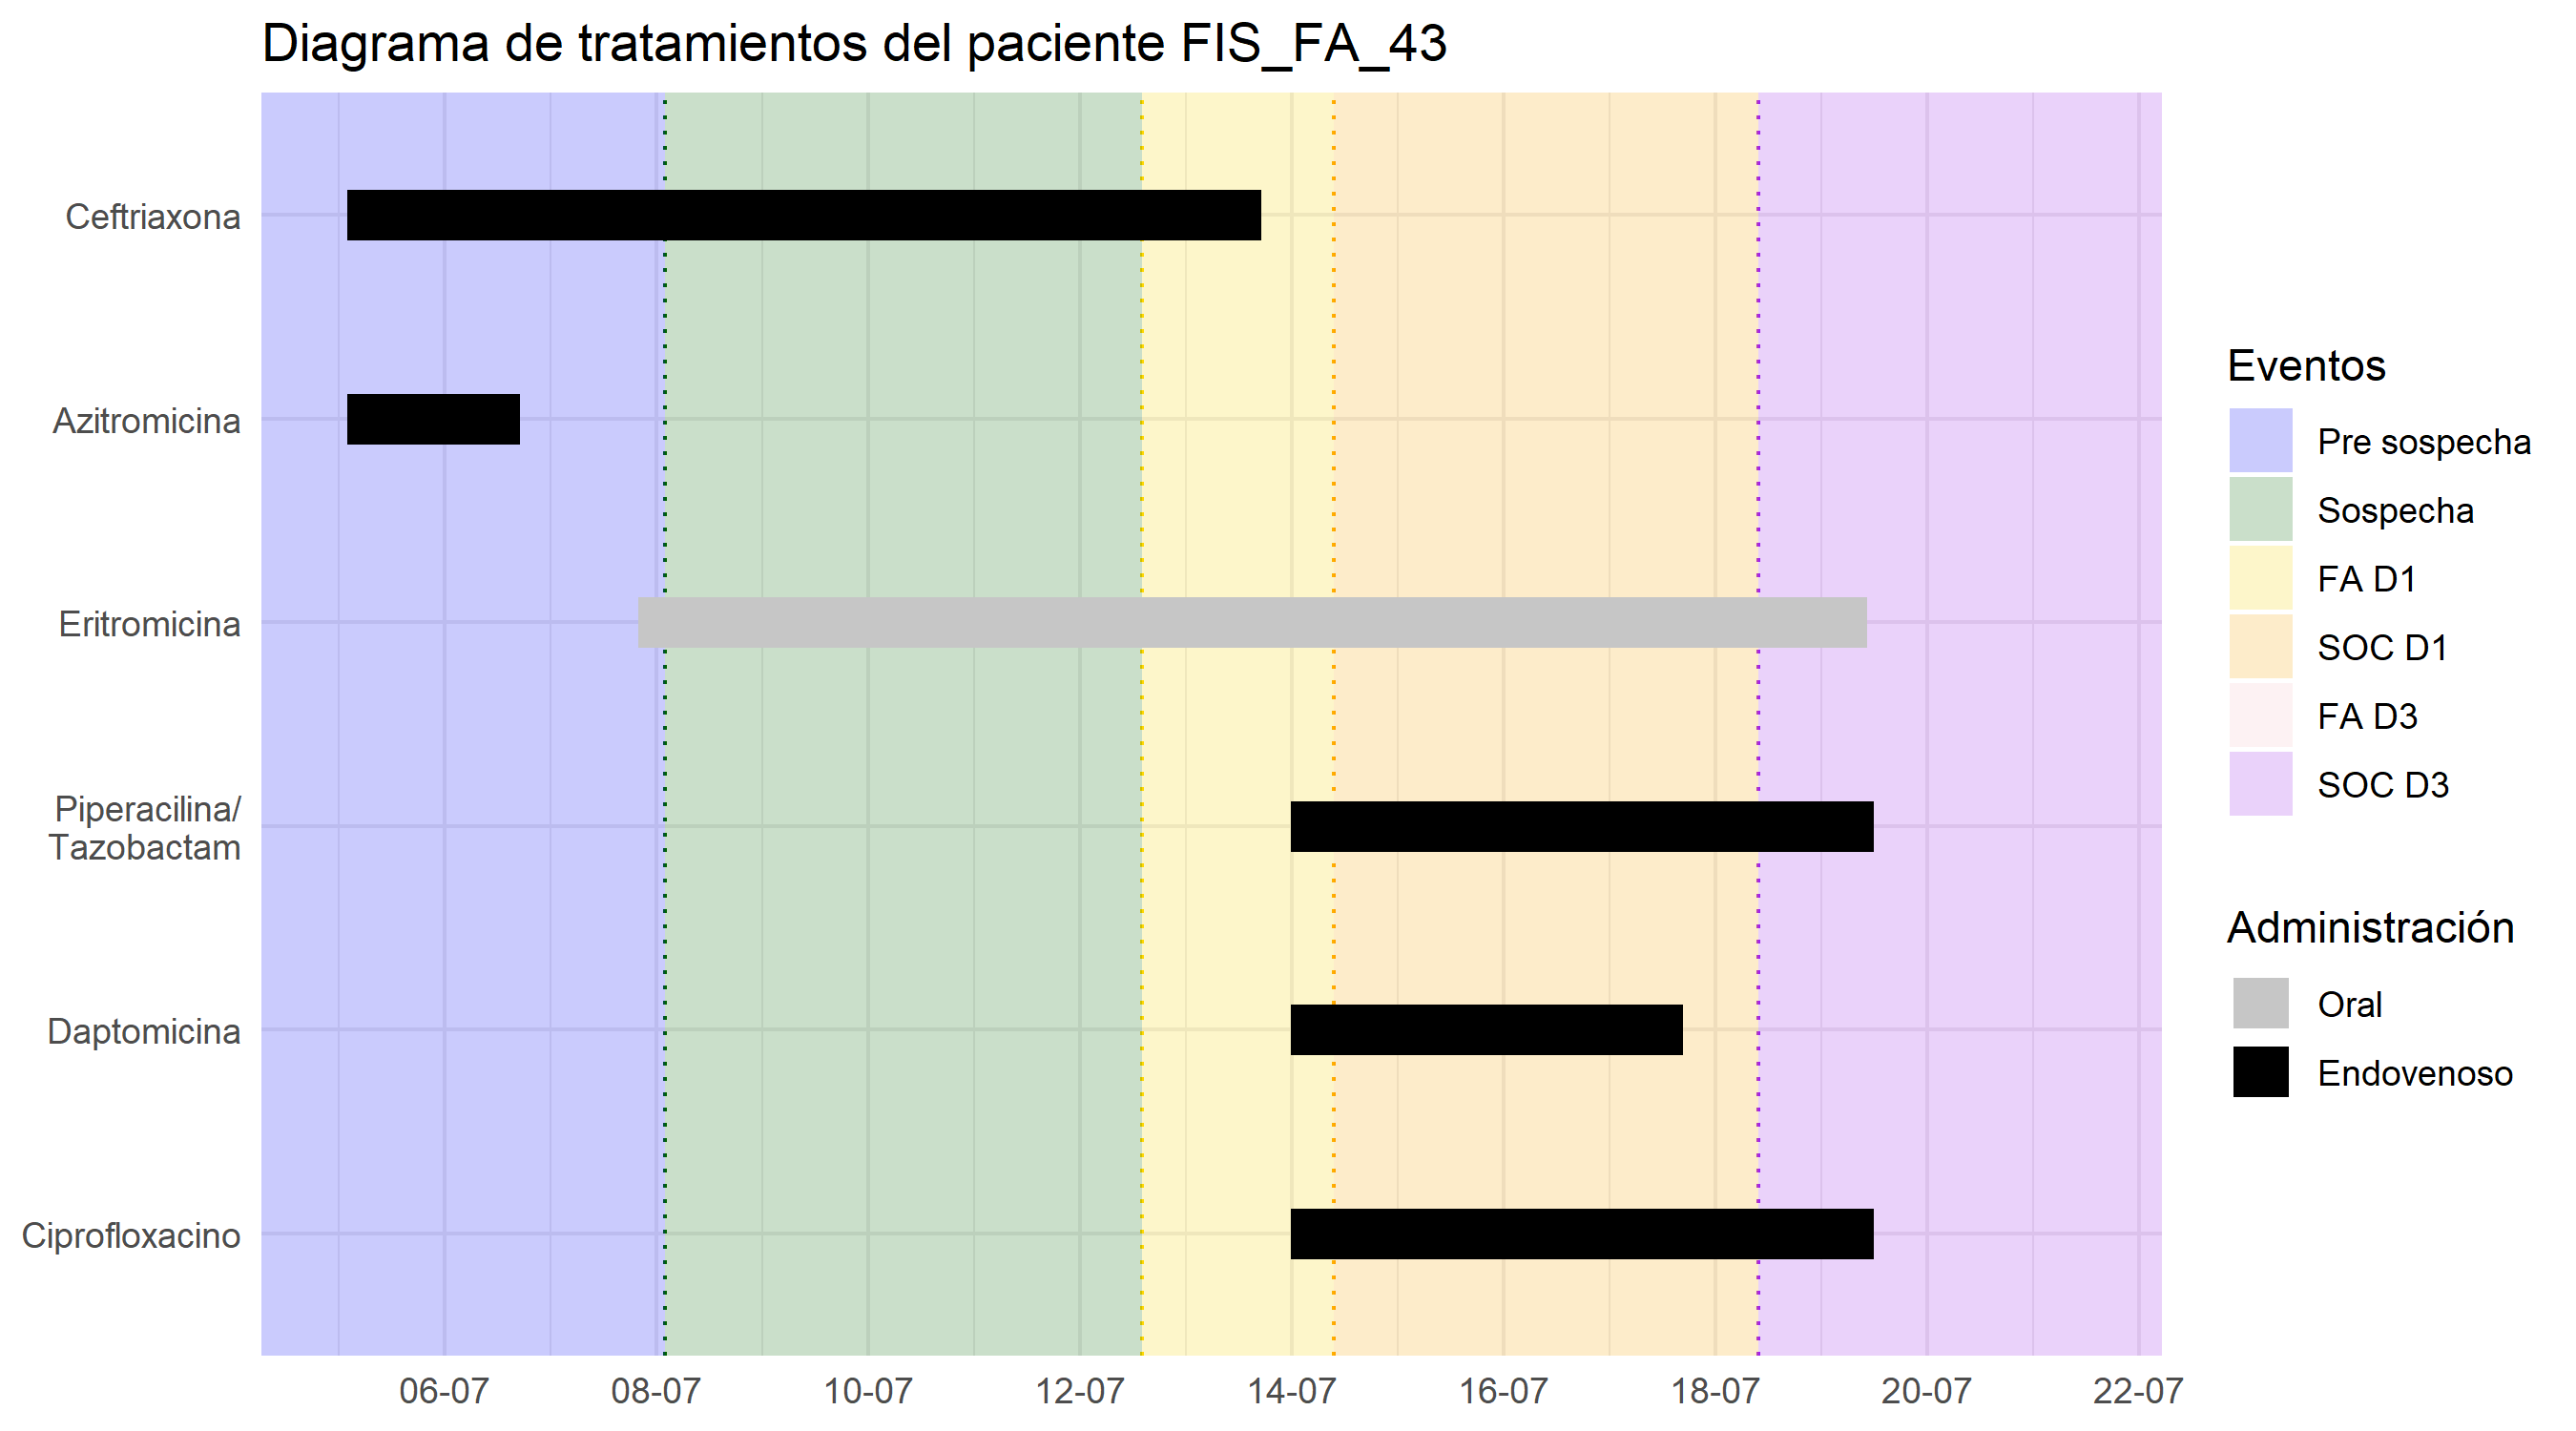 Diagrama de tratamientos del paciente FIS_FA_43
Ceftriaxona
Azitromicina
Eritromicina
Piperacilina/
Tazobactam
Daptomicina
Ciprofloxacino
06-07
08-07
10-07
12-07
14-07
16-07
18-07
20-07
22-07
Eventos
Pre sospecha
Sospecha
FA D1
SOC D1
FA D3
SOC D3
Administración
Oral
Endovenoso